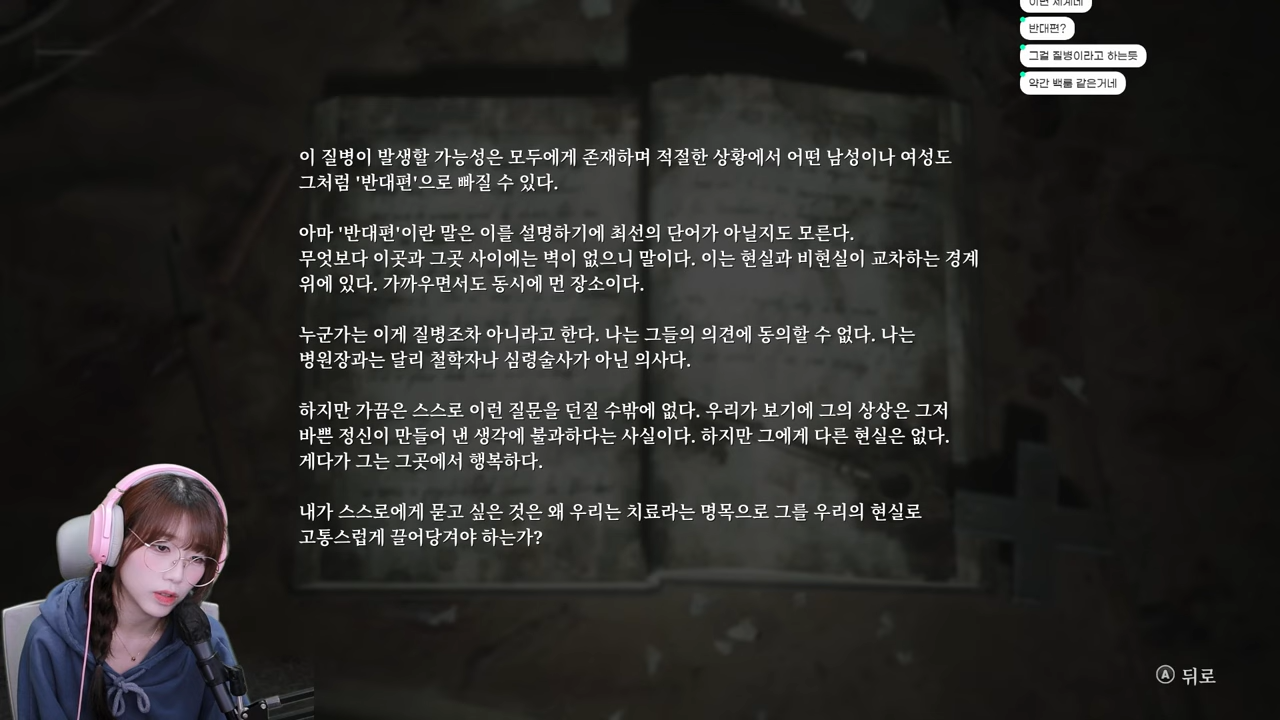 반대편?
그걸 질병이라고 하는듯
약간 백룸 같은거네
이 질병이 발생할 가능성은 모두에게 존재하며 적절한 상황에서 어떤 남성이나 여성도
그처럼 '반대편'으로 빠질 수 있다.
아마 '반대편'이란 말은 이를 설명하기에 최선의 단어가 아닐지도 모른다.
무엇보다 이곳과 그곳 사이에는 벽이 없으니 말이다. 이는 현실과 비현실이 교차하는 경계
위에 있다. 가까우면서도 동시에 먼 장소이다.
누군가는 이게 질병조차 아니라고 한다. 나는 그들의 의견에 동의할 수 없다. 나는
병원장과는 달리 철학자나 심령술사가 아닌 의사다.
하지만 가끔은 스스로 이런 질문을 던질 수밖에 없다. 우리가 보기에 그의 상상은 그저
바쁜 정신이 만들어 낸 생각에 불과하다는 사실이다. 하지만 그에게 다른 현실은 없다.
게다가 그는 그곳에서 행복하다.
내가 스스로에게 묻고 싶은 것은 왜 우리는 치료라는 명목으로 그를 우리의 현실로
고통스럽게 끌어당겨야 하는가?
A 뒤로